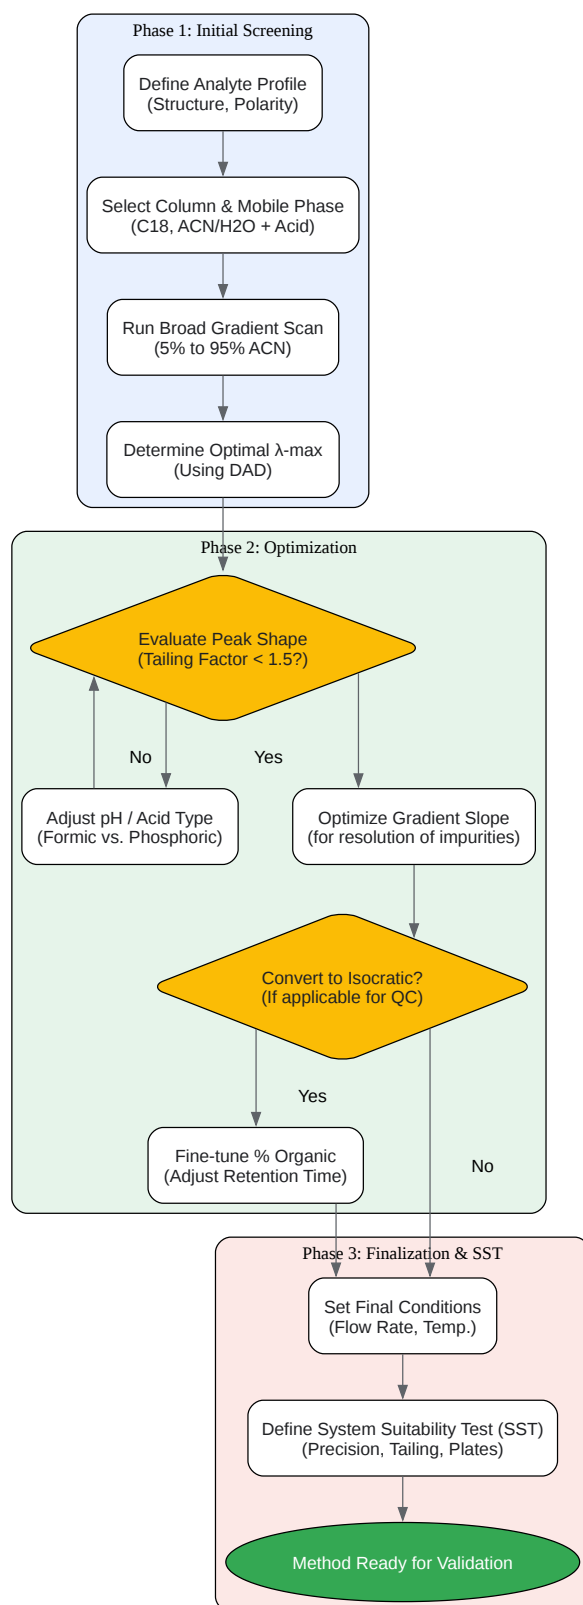 Phase 1: Initial Screening
Define Analyte Profile
(Structure, Polarity)
Select Column & Mobile Phase
(C18, ACN/H2O + Acid)
Run Broad Gradient Scan
(5% to 95% ACN)
Determine Optimal λ-max
(Using DAD)
Phase 2: Optimization
Evaluate Peak Shape
(Tailing Factor < 1.5?)
No
Yes
Adjust pH / Acid Type
(Formic vs. Phosphoric)
Optimize Gradient Slope
(for resolution of impurities)
Convert to Isocratic?
(If applicable for QC)
Yes
Fine-tune % Organic
(Adjust Retention Time)
No
Phase 3: Finalization & SST
Set Final Conditions
(Flow Rate, Temp.)
Define System Suitability Test (SST)
(Precision, Tailing, Plates)
Method Ready for Validation